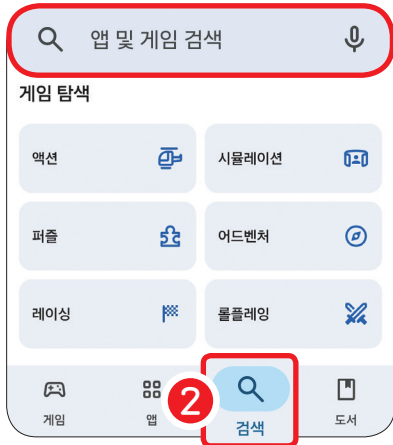 앱 및 게임 검색
게임 탐색
액션
시뮬레이션
퍼즐
어드벤처
레이싱
롤플레잉
2
게임
앱
검색
도서